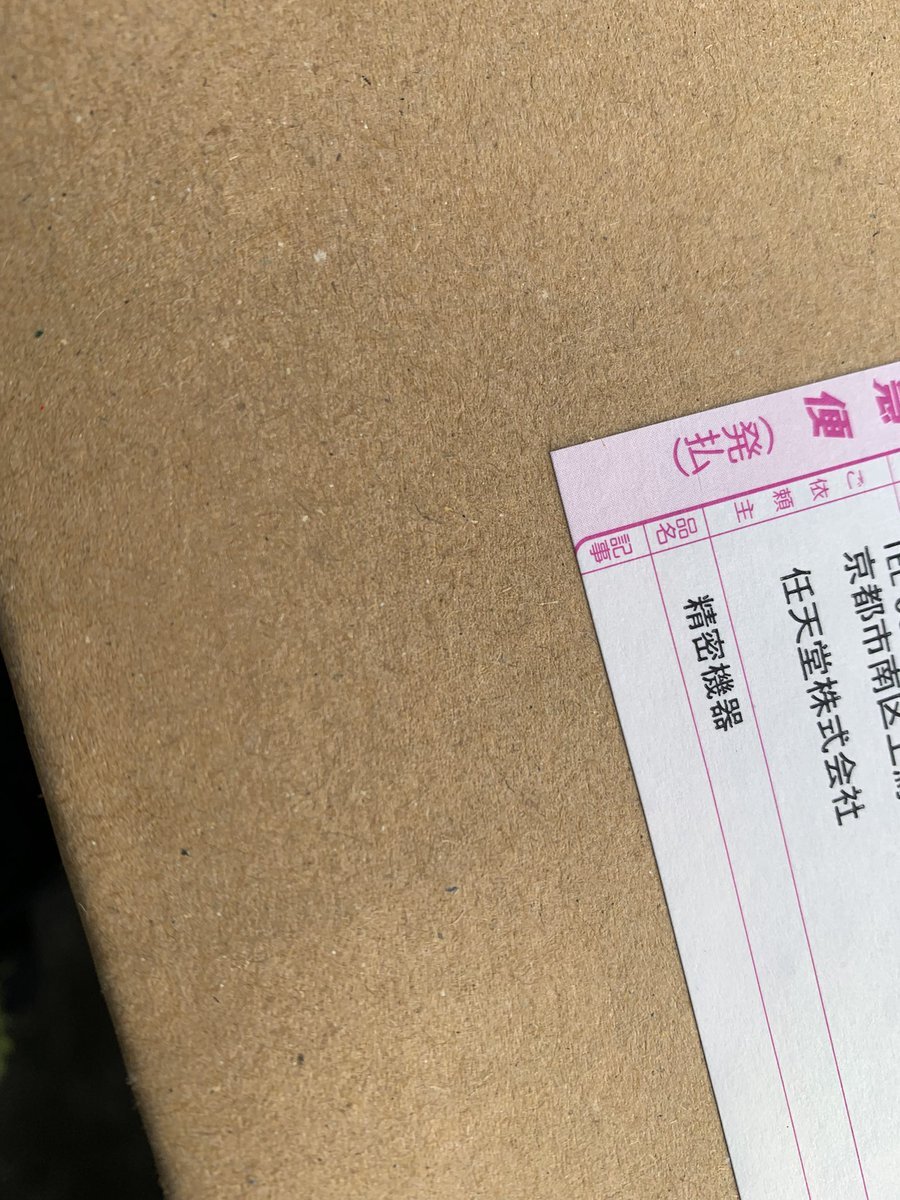 便
(発払)
ご依頼主
京都市南区上
任天堂株式会社
品名
精密機器
記事